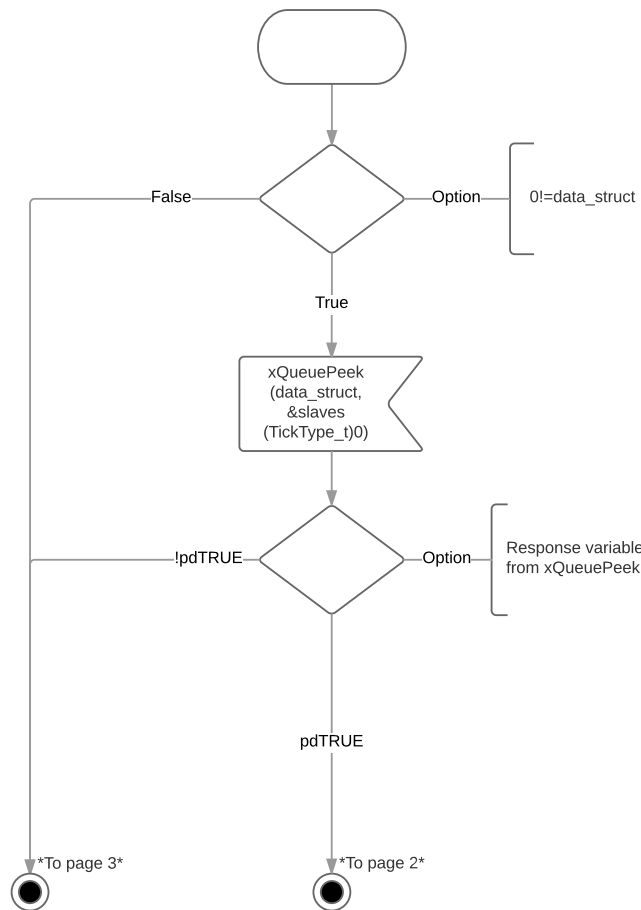 False
Option
0!=data_struct
True
xQueuePeek
(data_struct,
&slaves
(TickType_t)0)
!pdTRUE
Option
Response variable
from xQueuePeek
pdTRUE
*To page 3*
*To page 2*